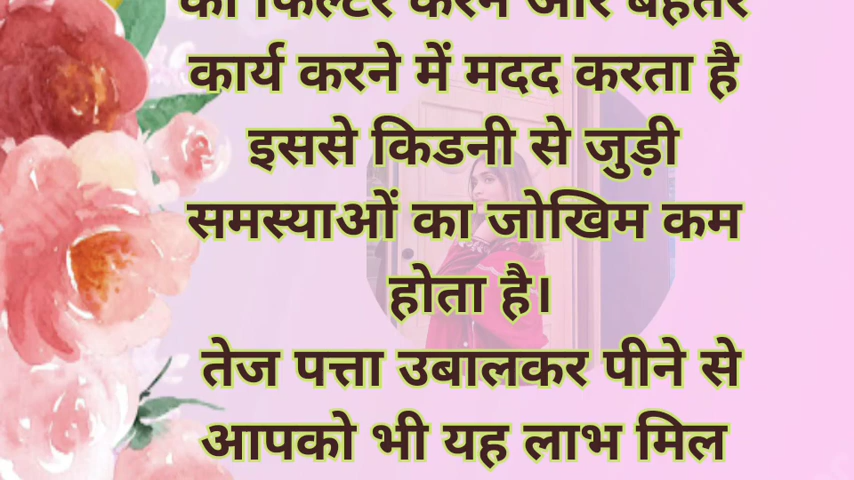 को फिल्टर करने और बेहतर
कार्य करने में मदद करता है
इससे किडनी से जुड़ी
समस्याओं का जोखिम कम
होता है।
तेज पत्ता उबालकर पीने से
आपको भी यह लाभ मिल